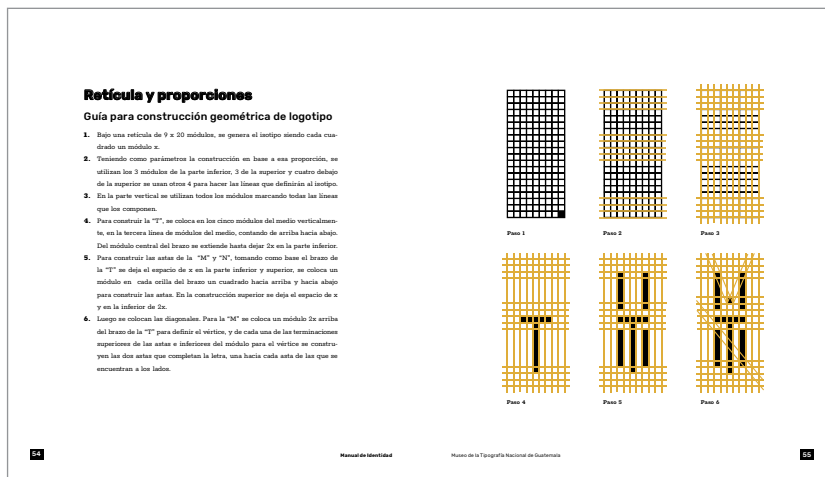 Retícula y proporciones
Guía para construcción geométrica de logotipo
1. Bajo una retícula de 9 x 20 módulos, se genera el isotipo siendo cada cua-
drado un módulo x.
2. Teniendo como parámetros la construcción en base a esa proporción, se
utilizan los 3 módulos de la parte inferior, 3 de la superior y cuatro debajo
de la superior se usan otros 4 para hacer las líneas que definirán al isotipo.
3. En la parte vertical se utilizan todos los módulos marcando todas las líneas
que los componen.
4. Para construir la "T", se coloca en los cinco módulos del medio verticalmen-
te, en la tercera línea de módulos del medio, contando de arriba hacia abajo.
Del módulo central del brazo se extiende hasta dejar 2x en la parte inferior.
5. Para construir las astas de la "M" y "N", tomando como base el brazo de
la "T" se deja el espacio de x en la parte inferior y superior, se coloca un
módulo en cada orilla del brazo un cuadrado hacia arriba y hacia abajo
para construir las astas. En la construcción superior se deja el espacio de x
y en la inferior de 2x.
6. Luego se colocan las diagonales. Para la "M" se coloca un módulo 2x arriba
del brazo de la "T" para definir el vértice, y de cada una de las terminaciones
superiores de las astas e inferiores del módulo para el vértice se constru-
yen las dos astas que completan la letra, una hacia cada asta de las que se
encuentran a los lados.
54
Manual de Identidad
Paso 1
Paso 2
Paso 3
Paso 4
Paso 5
Paso 6
Museo de la Tipografía Nacional de Guatemala
55